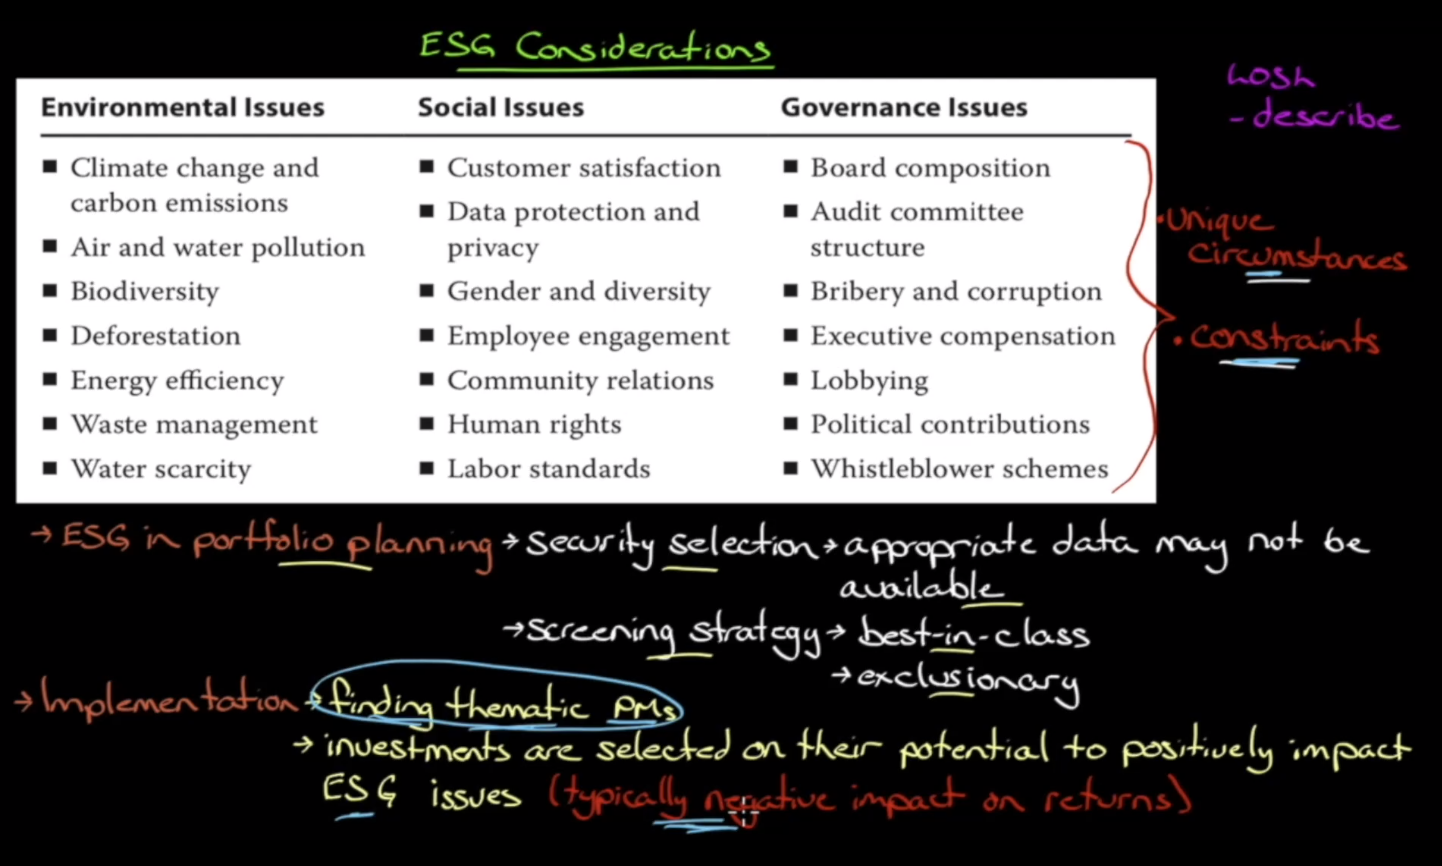 ESG Considerations
LOSh
- describe
Environmental Issues
■ Climate change and
carbon emissions
■ Air and water pollution
■ Biodiversity
■ Deforestation
■ Energy efficiency
■ Waste management
■ Water scarcity
Social Issues
■ Customer satisfaction
■ Data protection and
privacy
■ Gender and diversity
■ Employee engagement
■ Community relations
■ Human rights
■ Labor standards
Governance Issues
■ Board composition
■ Audit committee
structure
■ Bribery and corruption
■ Executive compensation
■ Lobbying
■ Political contributions
■ Whistleblower schemes
• Unique
circumstances
• constraints
→ ESG in portfolio planning → security selection → appropriate data may not be
available
→ screening strategy → best-in-class
→ exclusionary
→ Implementation → finding thematic PMs
→ investments are selected on their potential to positively impact
ESG issues (typically negative impact on returns)